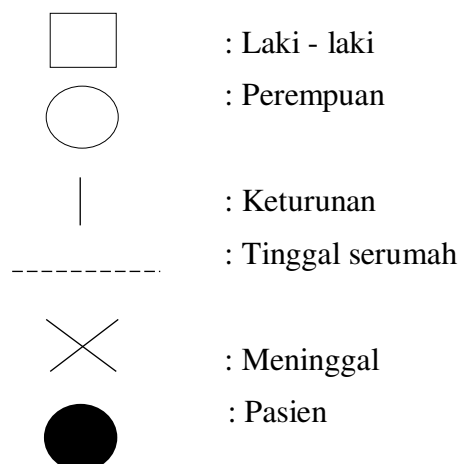 : Laki - laki
: Perempuan
: Keturunan
: Tinggal serumah
: Meninggal
: Pasien